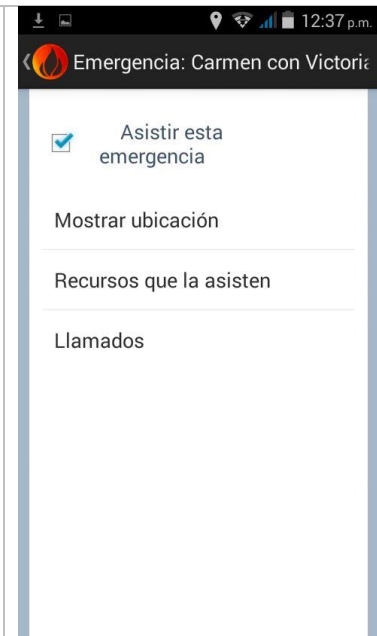 12:37 p.m.
Emergencia: Carmen con Victoria
Asistir esta
emergencia
Mostrar ubicación
Recursos que la asisten
Llamados